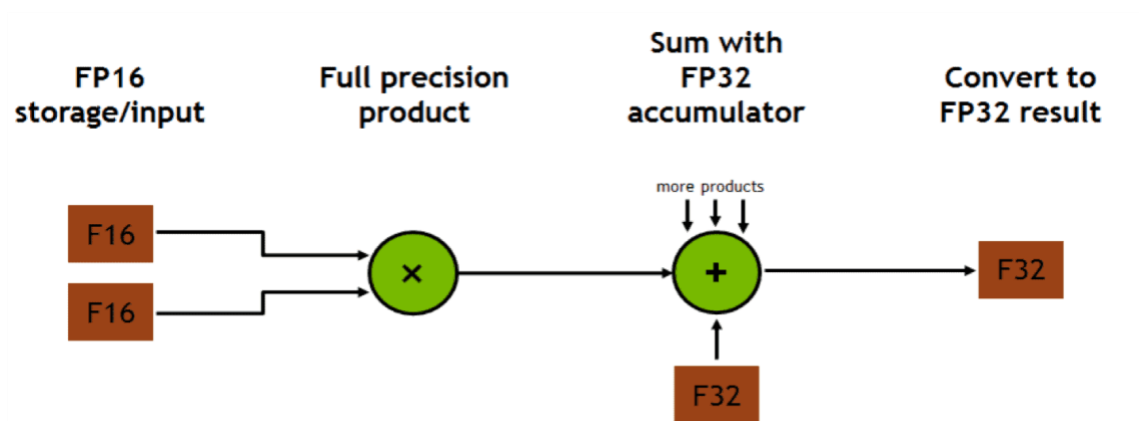 FP16
storage/input
Full precision
product
Sum with
FP32
accumulator
Convert to
FP32 result
more products
F16
F16
×
+
F32
F32